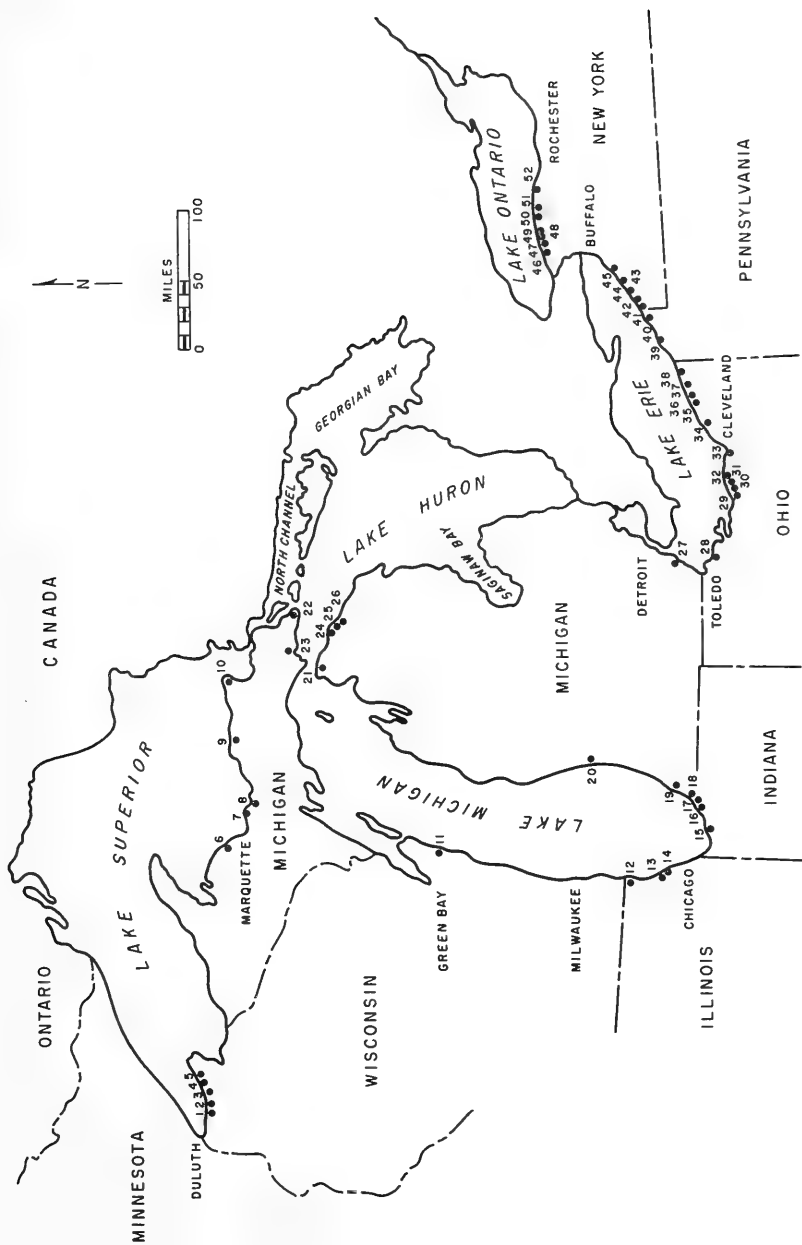 CANADA
ONTARIO
MINNESOTA
DULUTH
1 2 3 4 5
LAKE SUPERIOR
6
MARQUETTE
7
8
9
10
MICHIGAN
WISCONSIN
NORTH CHANNEL
GEORGIAN BAY
22
23
21
24
25
26
LAKE HURON
SAGINAW BAY
MILES
0 50 100
N
GREEN BAY
11
LAKE MICHIGAN
MICHIGAN
MILWAUKEE
12
13
14
CHICAGO
15
16
17
18
19
20
ILLINOIS
INDIANA
DETROIT
27
28
TOLEDO
OHIO
29
30
31
32
33
CLEVELAND
34
35
36
37
38
LAKE ERIE
39
40
41
42
43
44
45
BUFFALO
PENNSYLVANIA
LAKE ONTARIO
46
47
48
49
50
51
52
ROCHESTER
NEW YORK